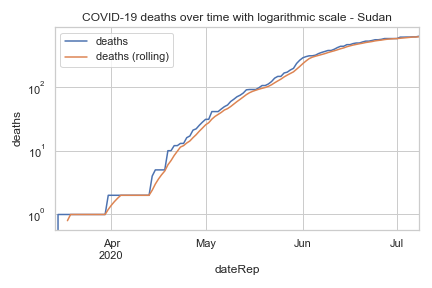 COVID-19 deaths over time with logarithmic scale - Sudan
deaths
deaths (rolling)
deaths
10²
10¹
10⁰
Apr
2020
May
Jun
Jul
dateRep